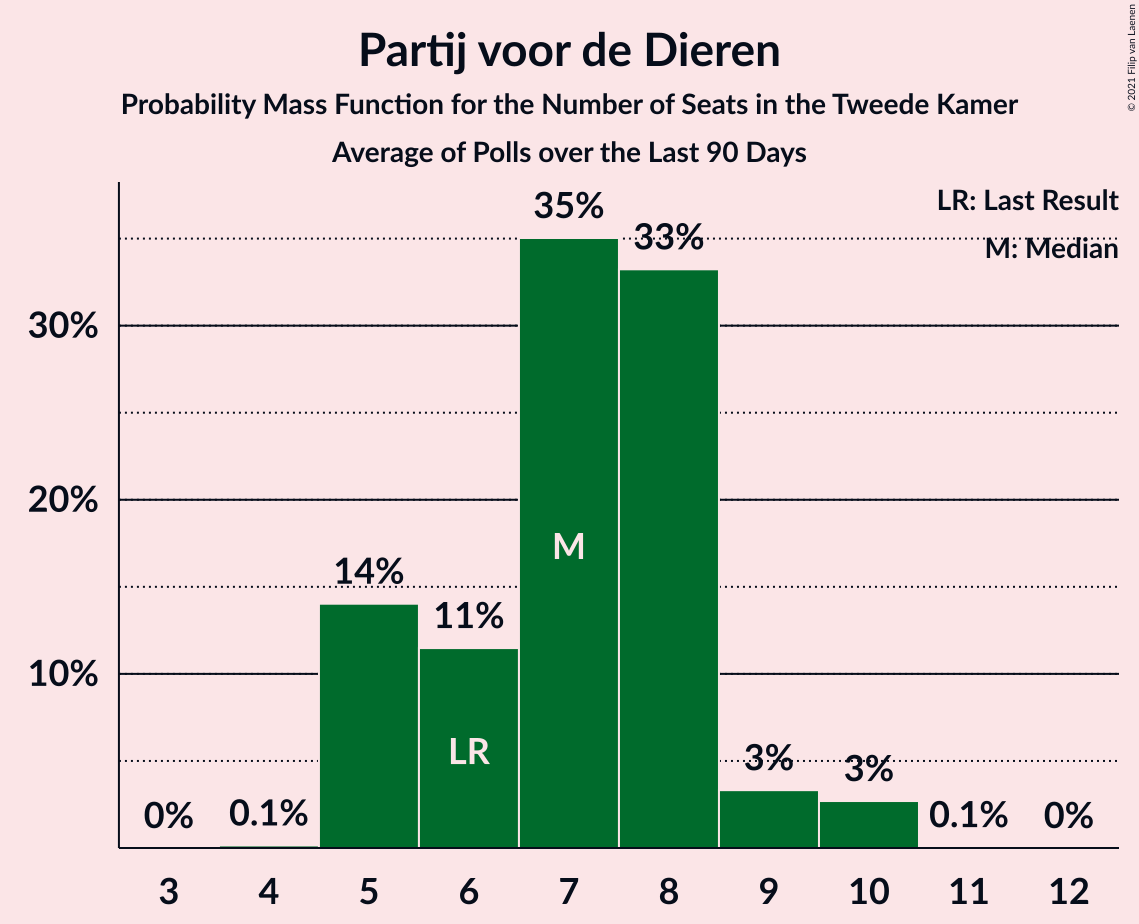 Partij voor de Dieren
Probability Mass Function for the Number of Seats in the Tweede Kamer
Average of Polls over the Last 90 Days
© 2021 Filip van Laenen
LR: Last Result
M: Median
35%
33%
30%
20%
M
14%
11%
10%
LR
3%
3%
0%
0.1%
0.1%
0%
3 4 5 6 7 8 9 10 11 12